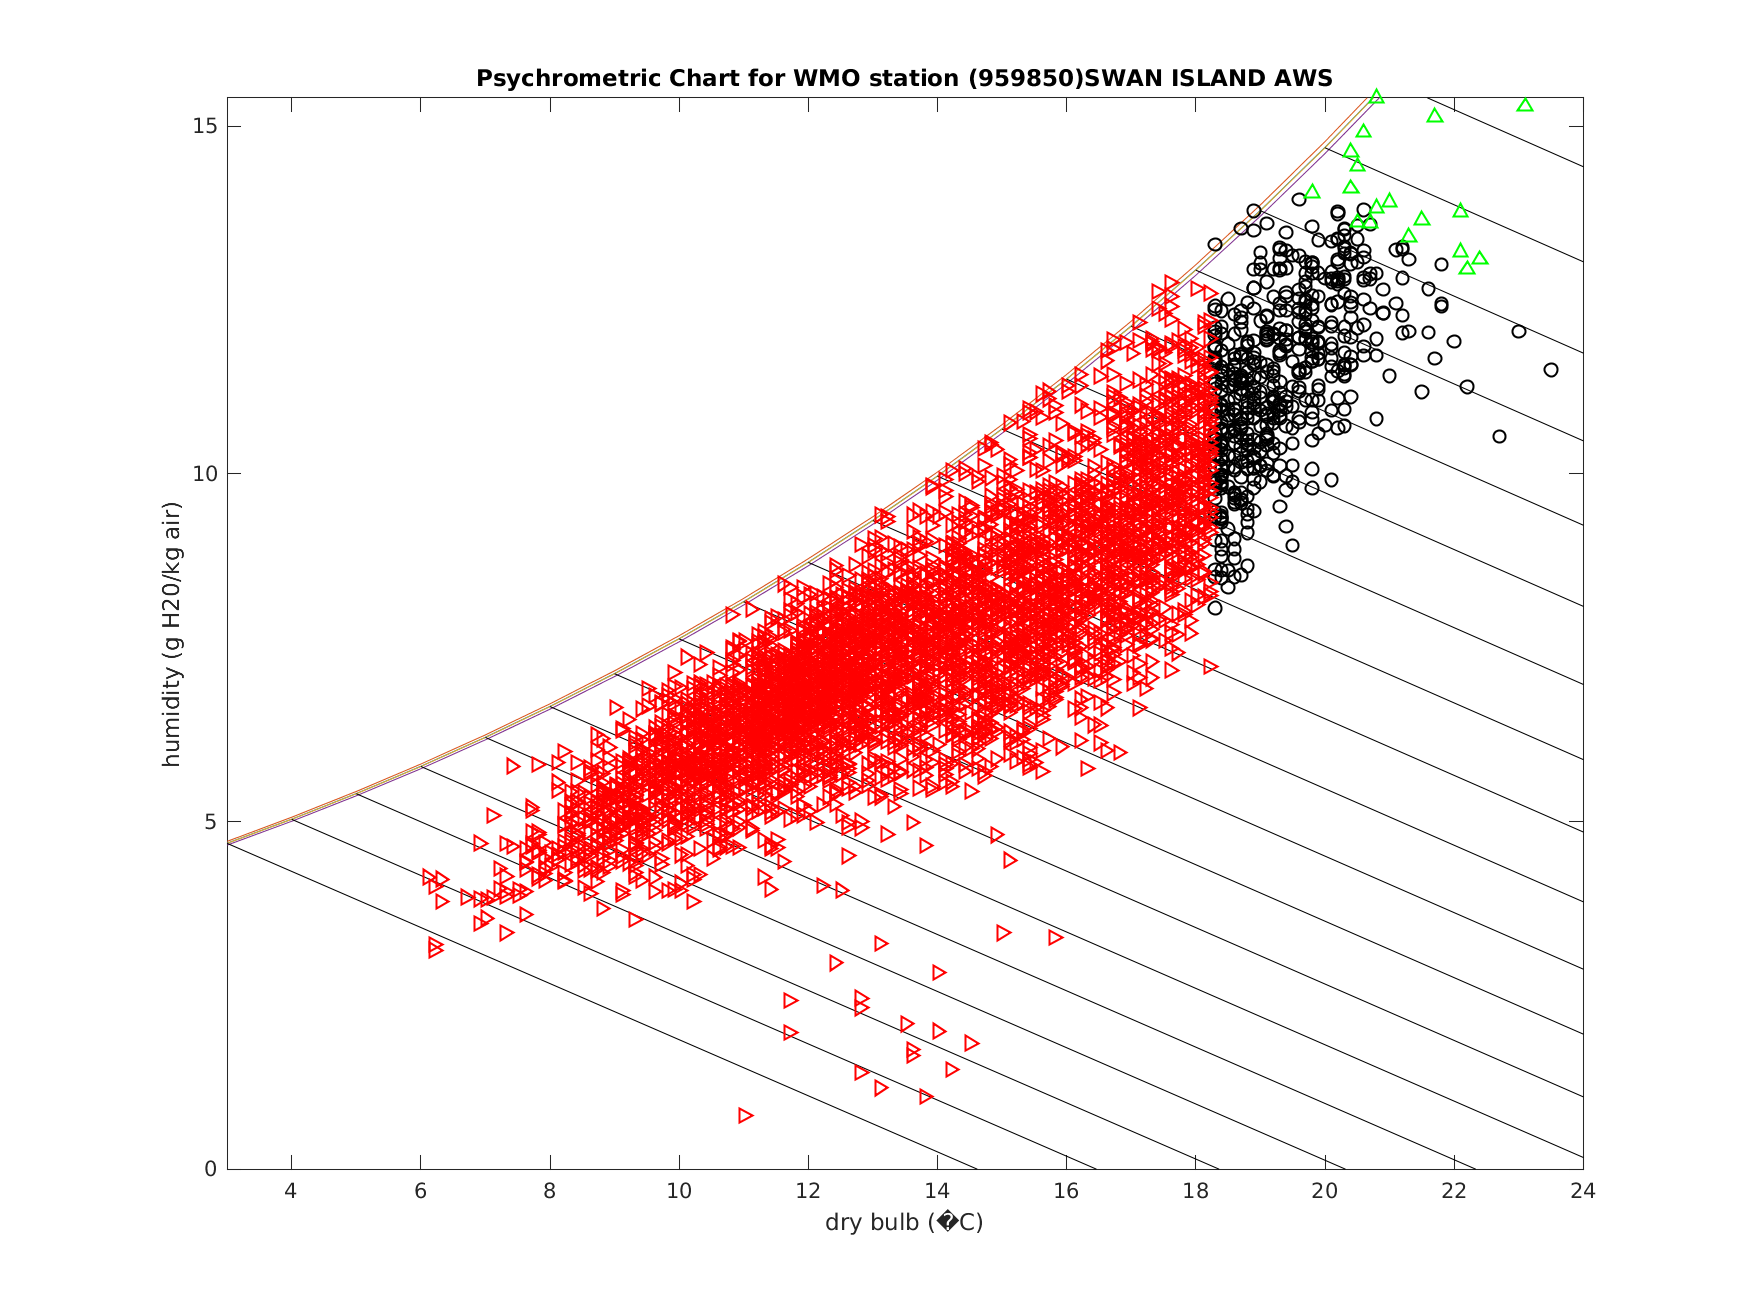 Psychrometric Chart for WMO station (959850)SWAN ISLAND AWS
15
10
5
0
humidity (g H20/kg air)
4 6 8 10 12 14 16 18 20 22 24
dry bulb (�C)